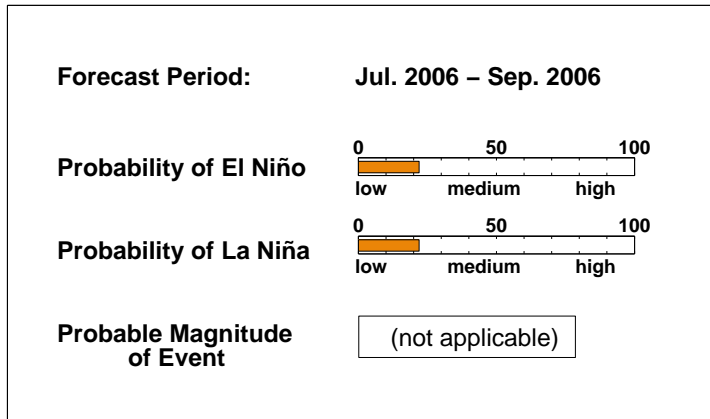 Forecast Period: Jul. 2006 – Sep. 2006
0 50 100
Probability of El Niño
low medium high
0 50 100
Probability of La Niña
low medium high
Probable Magnitude
of Event
(not applicable)